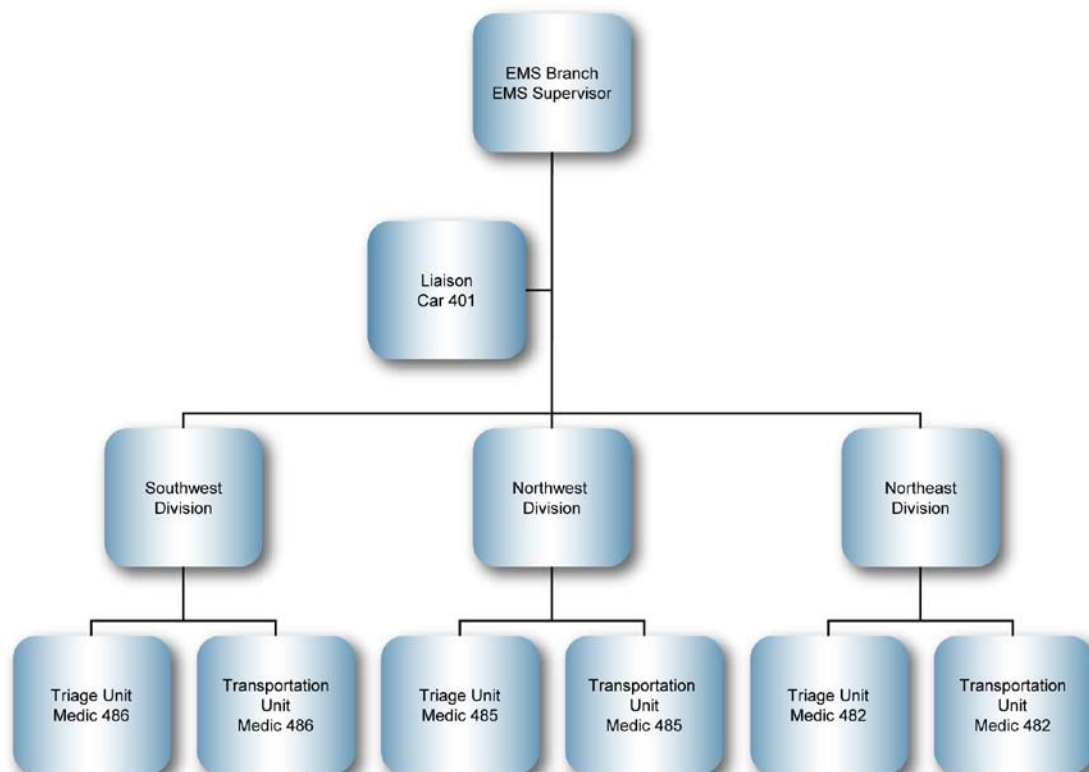 EMS Branch
EMS Supervisor
Liaison
Car 401
Southwest
Division
Northwest
Division
Northeast
Division
Triage Unit
Medic 486
Transportation
Unit
Medic 486
Triage Unit
Medic 485
Transportation
Unit
Medic 485
Triage Unit
Medic 482
Transportation
Unit
Medic 482